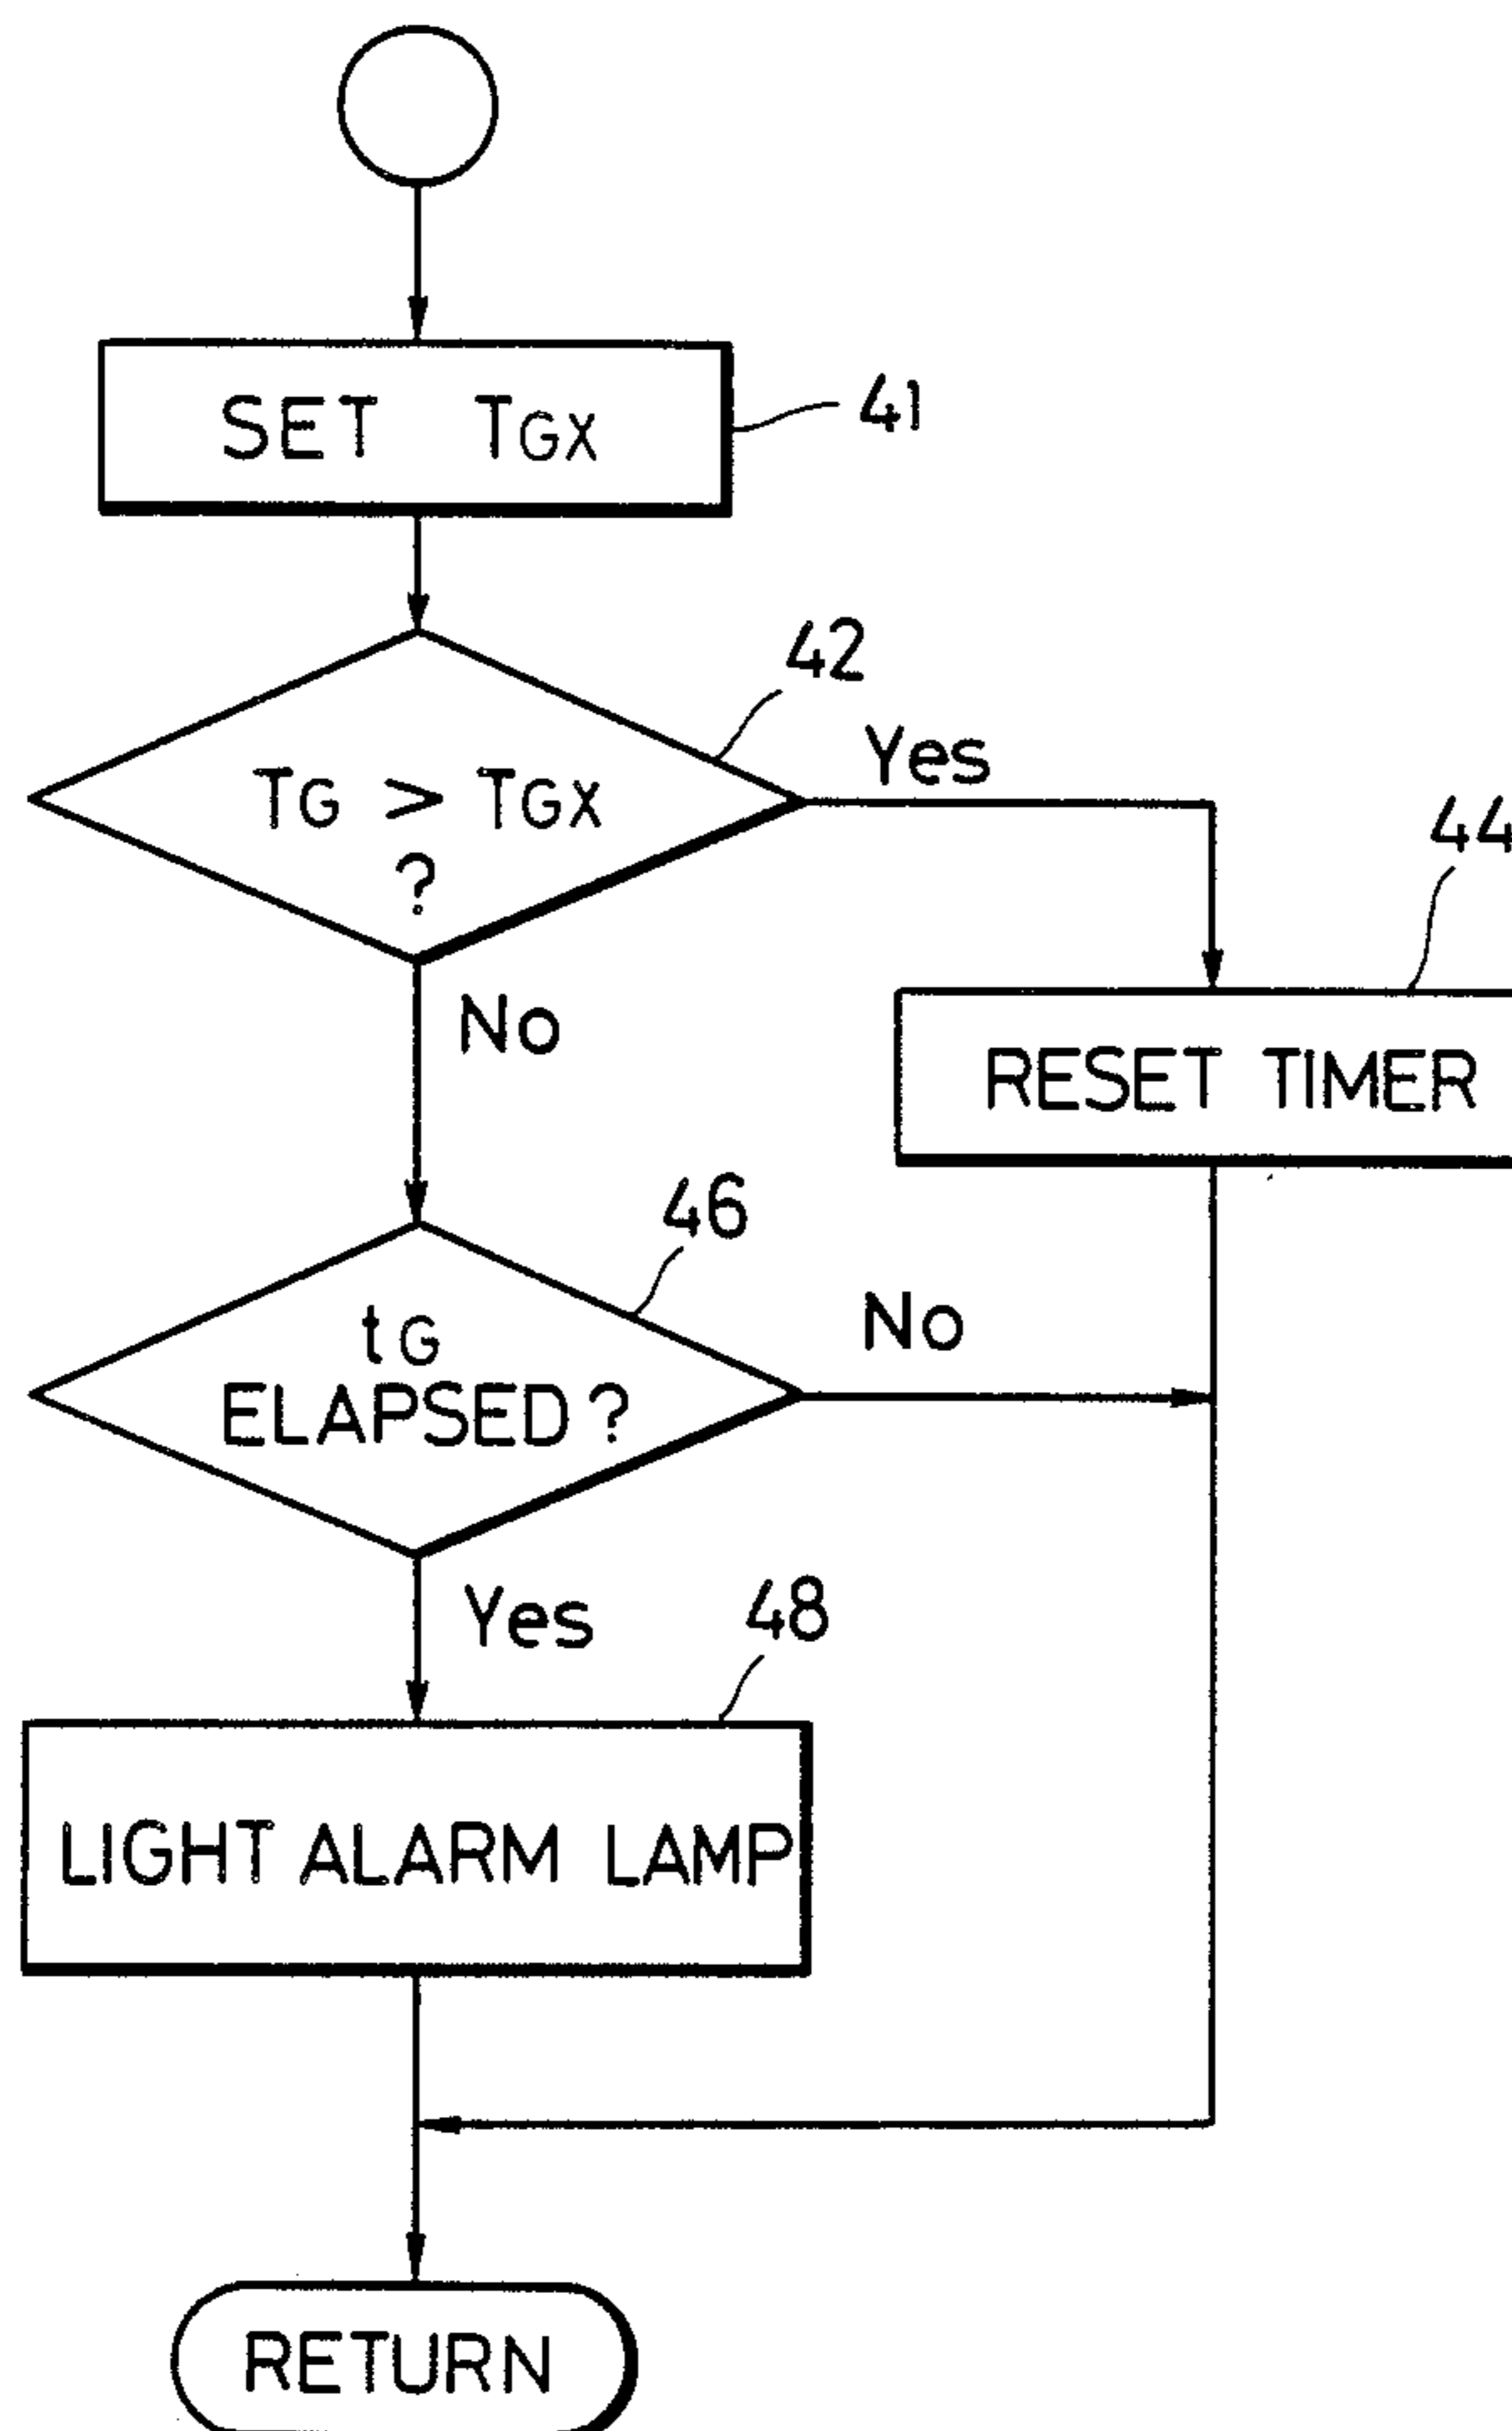 SET TGX
41
42
TG > TGX
?
Yes
44
No
RESET TIMER
46
tG
ELAPSED?
No
Yes
48
LIGHT ALARM LAMP
RETURN